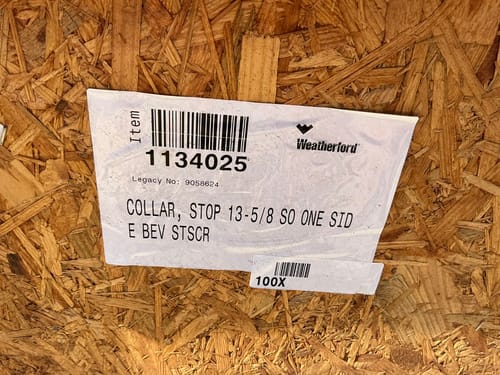 Item
1134025
Weatherford
Legacy No: 9058624
COLLAR, STOP 13-5/8 SO ONE SID
E BEV STSCR
100X